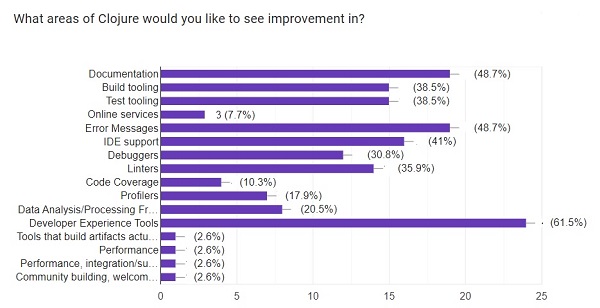 What areas of Clojure would you like to see improvement in?
Documentation (48.7%)
Build tooling (38.5%)
Test tooling (38.5%)
Online services 3 (7.7%)
Error Messages (48.7%)
IDE support (41%)
Debuggers (30.8%)
Linters (35.9%)
Code Coverage (10.3%)
Profilers (17.9%)
Data Analysis/Processing Fr... (20.5%)
Developer Experience Tools (61.5%)
Tools that build artifacts actu... (2.6%)
Performance (2.6%)
Performance, integration/su... (2.6%)
Community building, welcom... (2.6%)
0 5 10 15 20 25